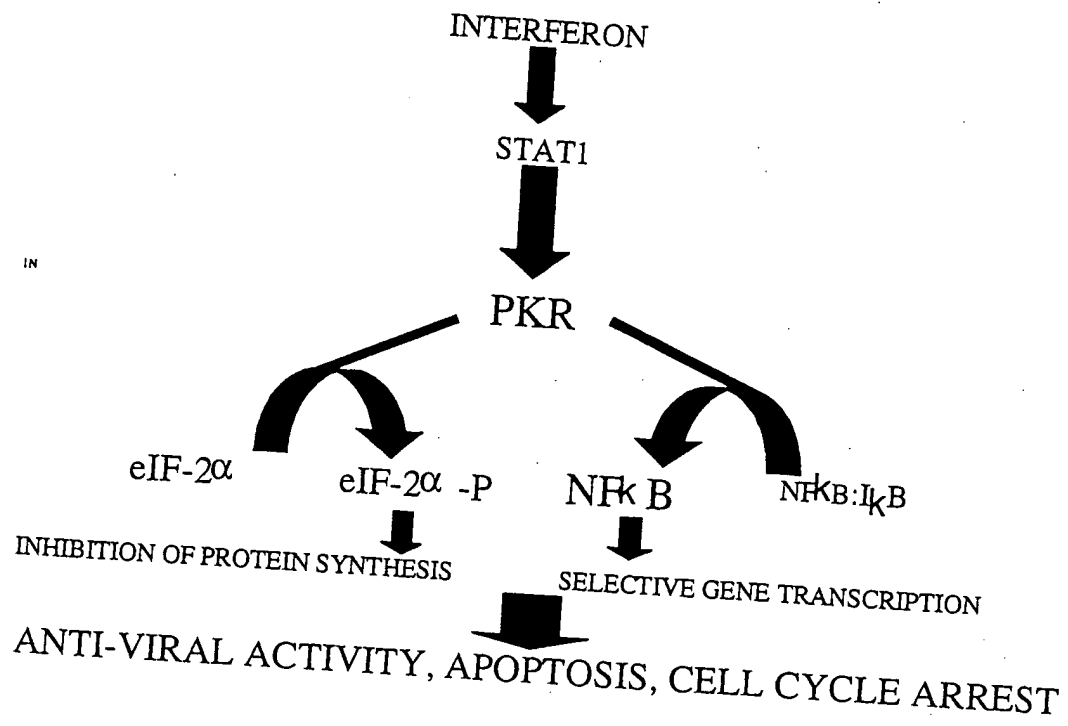 INTERFERON
STAT1
IN
PKR
eIF-2α
eIF-2α -P
NFκB
NFκB:IκB
INHIBITION OF PROTEIN SYNTHESIS
SELECTIVE GENE TRANSCRIPTION
ANTI-VIRAL ACTIVITY, APOPTOSIS, CELL CYCLE ARREST